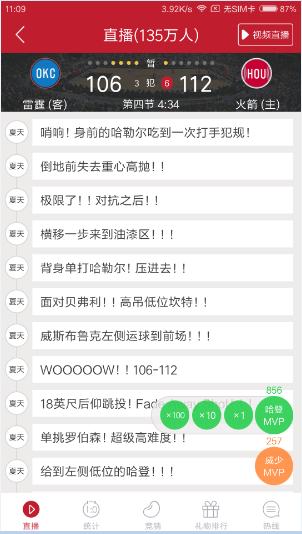 11:09
3.92K/s
无SIM卡
87%
直播(135万人)
视频直播
OKC
暂
HOU
106
3 犯 6
112
雷霆 (客)
第四节 4:34
火箭 (主)
夏天
哨响！身前的哈勒尔吃到一次打手犯规！
夏天
倒地前失去重心高抛！！
夏天
极限了！！对抗之后！！
夏天
横移一步来到油漆区！！！
夏天
背身单打哈勒尔！压进去！！
夏天
面对贝弗利！！高吊低位坎特！！
夏天
威斯布鲁克左侧运球到前场！！！
夏天
WOOOOOW！！106-112
夏天
18英尺后仰跳投！Fade
夏天
单挑罗伯森！超级高难度！！
夏天
给到左侧低位的哈登！！！
856
×100
×10
×1
哈登
MVP
257
威少
MVP
直播
统计
竞猜
礼物排行
热线